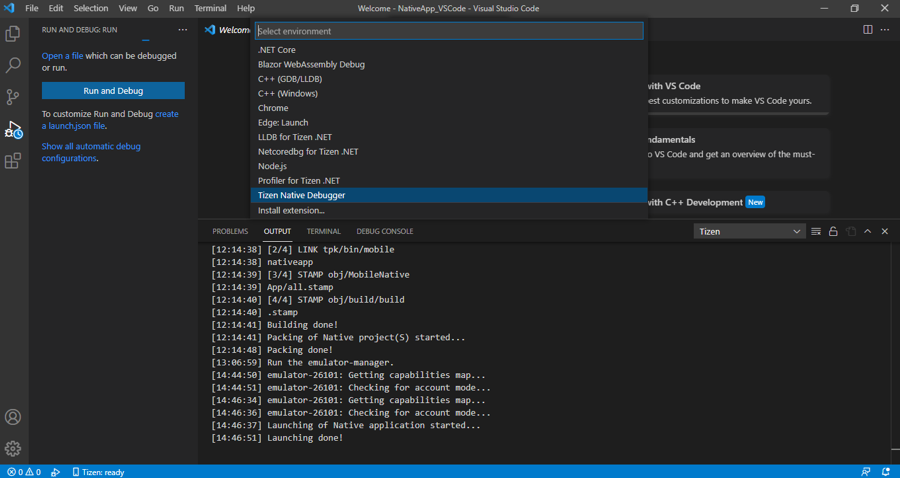 File Edit Selection View Go Run Terminal Help
Welcome - NativeApp_VSCode - Visual Studio Code
RUN AND DEBUG: RUN
Welcome
Open a file which can be debugged
or run.
Run and Debug
To customize Run and Debug create
a launch.json file.
Show all automatic debug
configurations.
Select environment
.NET Core
Blazor WebAssembly Debug
C++ (GDB/LLDB)
C++ (Windows)
Chrome
Edge: Launch
LLDB for Tizen .NET
Netcoredbg for Tizen .NET
Node.js
Profiler for Tizen .NET
Tizen Native Debugger
Install extension...
with VS Code
est customizations to make VS Code yours.
ndamentals
o VS Code and get an overview of the must-
with C++ Development New
PROBLEMS OUTPUT TERMINAL DEBUG CONSOLE
Tizen
[12:14:38] [2/4] LINK tpk/bin/mobile
[12:14:38] nativeapp
[12:14:39] [3/4] STAMP obj/MobileNative
[12:14:39] App/all.stamp
[12:14:40] [4/4] STAMP obj/build/build
[12:14:40] .stamp
[12:14:41] Building done!
[12:14:41] Packing of Native project(S) started...
[12:14:48] Packing done!
[13:06:59] Run the emulator-manager.
[14:44:50] emulator-26101: Getting capabilities map...
[14:44:51] emulator-26101: Checking for account mode...
[14:46:34] emulator-26101: Getting capabilities map...
[14:46:36] emulator-26101: Checking for account mode...
[14:46:37] Launching of Native application started...
[14:46:51] Launching done!
0 0 Tizen: ready